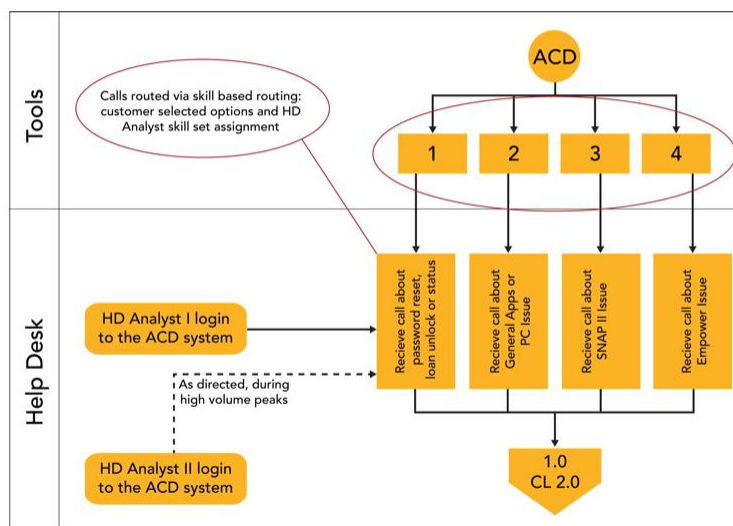 Tools
ACD
Calls routed via skill based routing:
customer selected options and HD
Analyst skill set assignment
1
2
3
4
Help Desk
HD Analyst I login
to the ACD system
As directed, during
high volume peaks
HD Analyst II login
to the ACD system
Recieve call about
password reset,
loan unlock or status
Recieve call about
General Apps or
PC Issue
Recieve call about
SNAP II Issue
Recieve call about
Empower Issue
1.0
CL 2.0